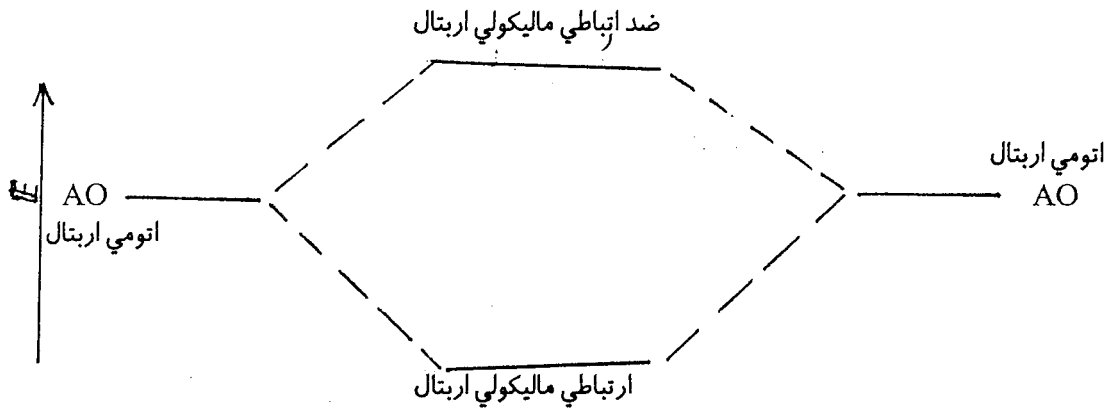 ضد اتباطي ماليكولي اربتال
ر
اتومي اربتال
AO
E
AO
اتومي اربتال
ارتباطي ماليكولي اربتال